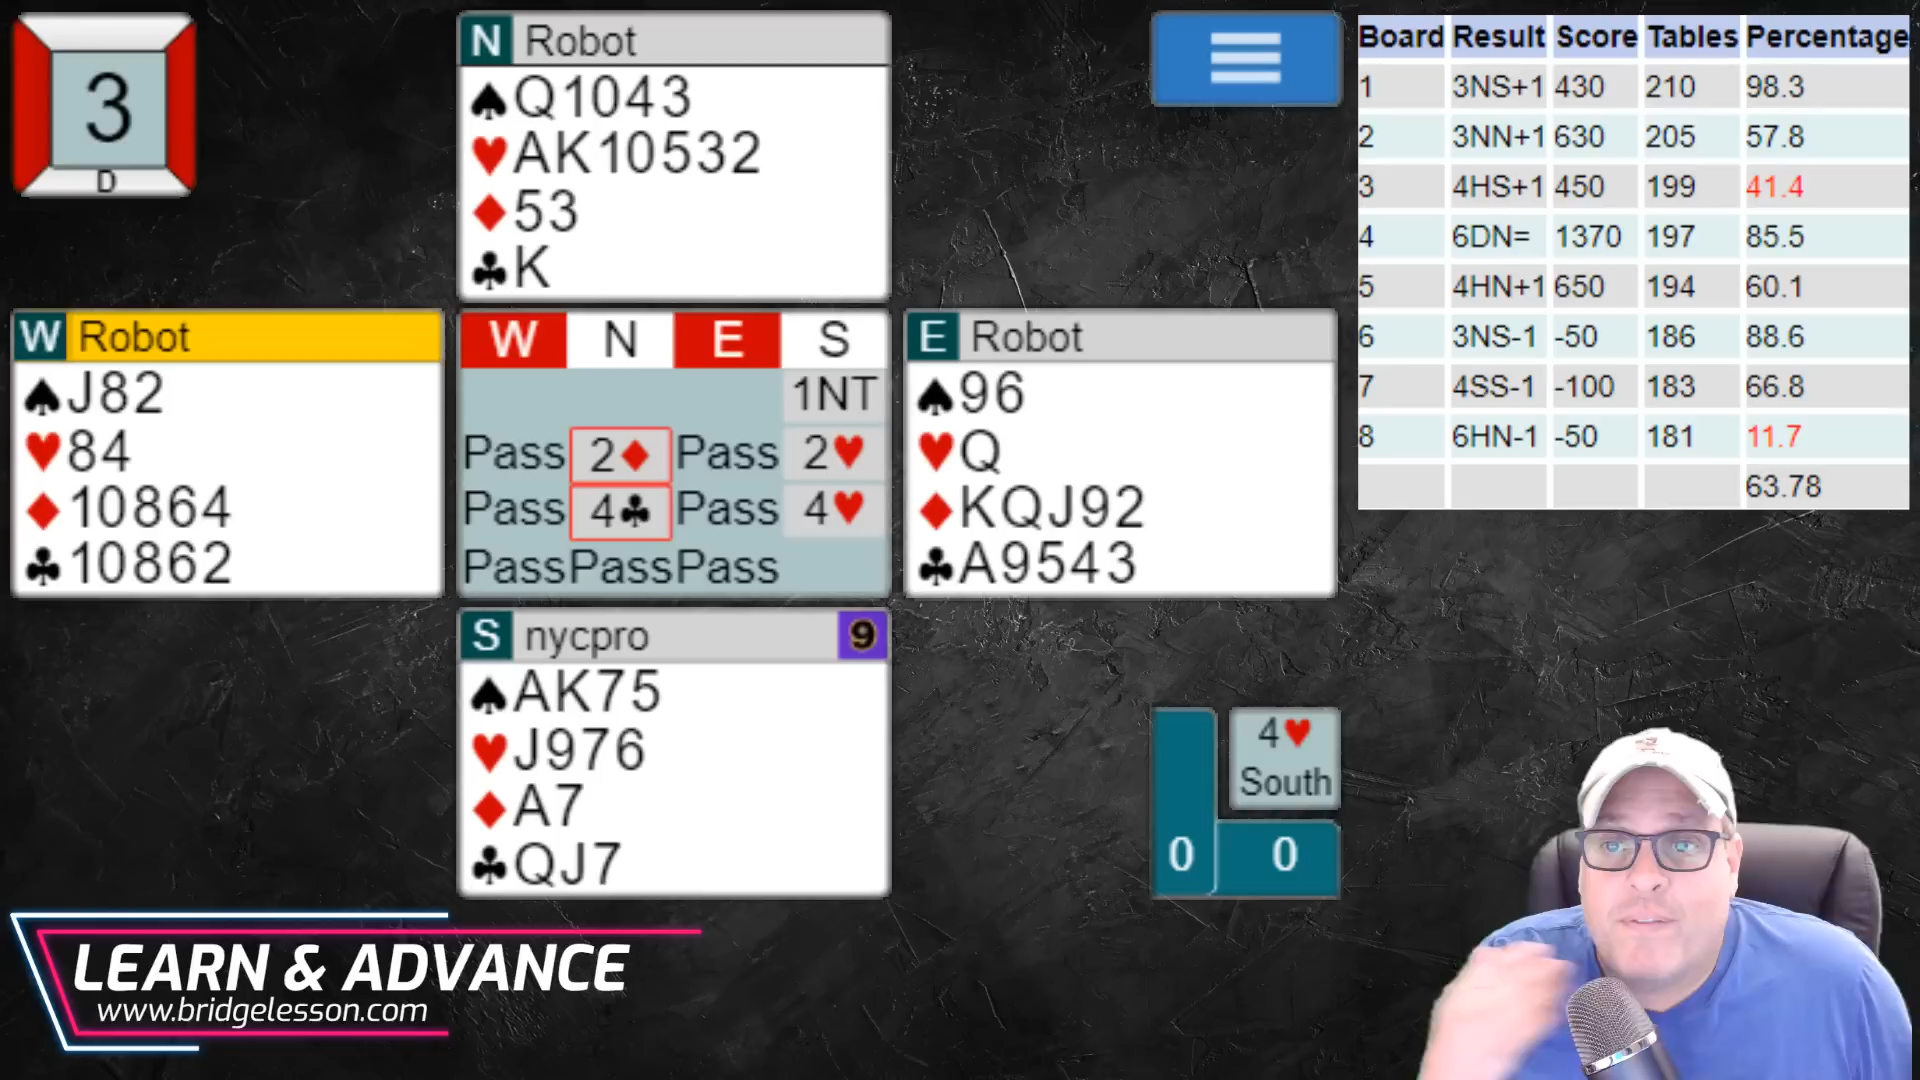 3
D
N Robot
♠Q1043
♥AK10532
♦53
♣K
W Robot
♠J82
♥84
♦10864
♣10862
W N E S
1NT
Pass 2♦ Pass 2♥
Pass 4♣ Pass 4♥
Pass Pass Pass
E Robot
♠96
♥Q
♦KQJ92
♣A9543
S nycpro 9
♠AK75
♥J976
♦A7
♣QJ7
4♥
South
0 0
Board Result Score Tables Percentage
1 3NS+1 430 210 98.3
2 3NN+1 630 205 57.8
3 4HS+1 450 199 41.4
4 6DN= 1370 197 85.5
5 4HN+1 650 194 60.1
6 3NS-1 -50 186 88.6
7 4SS-1 -100 183 66.8
8 6HN-1 -50 181 11.7
63.78
LEARN & ADVANCE
www.bridgelesson.com